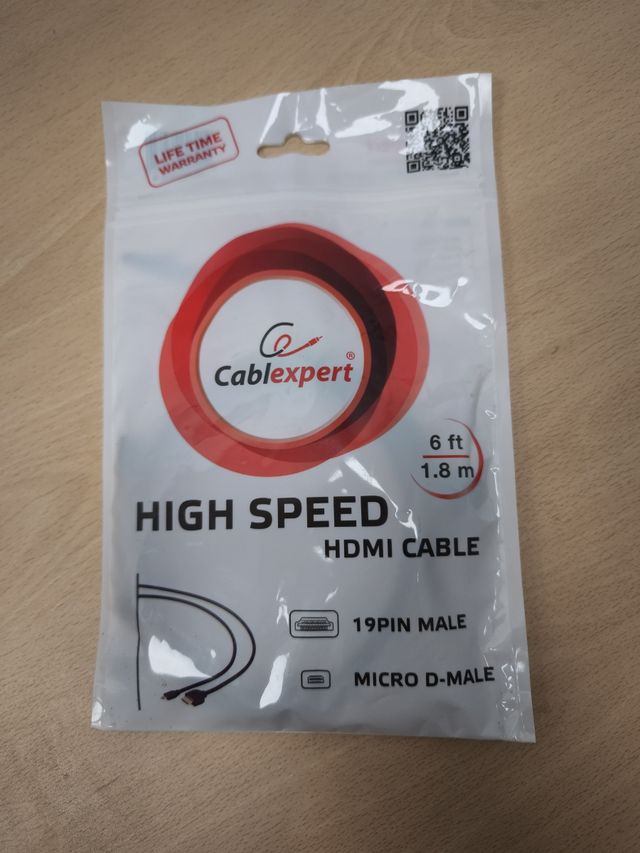 LIFE TIME
WARRANTY
Cablexpert®
6 ft
1.8 m
HIGH SPEED
HDMI CABLE
19PIN MALE
MICRO D-MALE